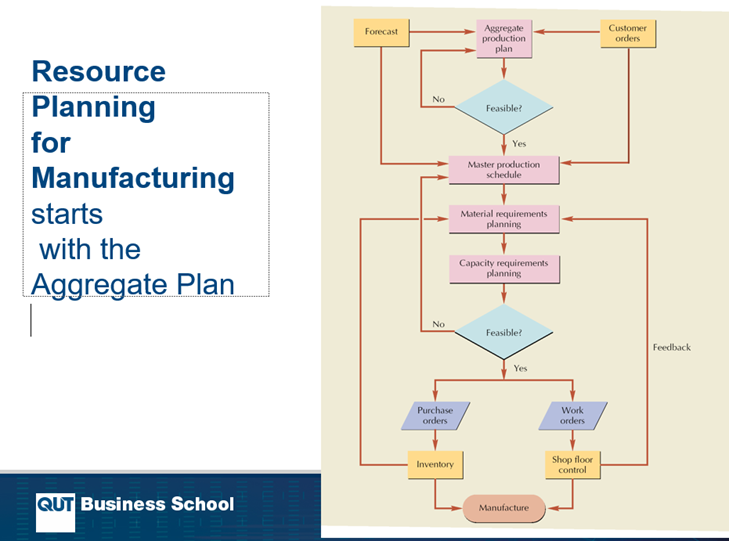 Resource
Planning
for
Manufacturing
starts
with the
Aggregate Plan
QUT Business School
Forecast
Aggregate
production
plan
Customer
orders
No
Feasible?
Yes
Master production
schedule
Material requirements
planning
Capacity requirements
planning
No
Feasible?
Feedback
Yes
Purchase
orders
Work
orders
Inventory
Shop floor
control
Manufacture